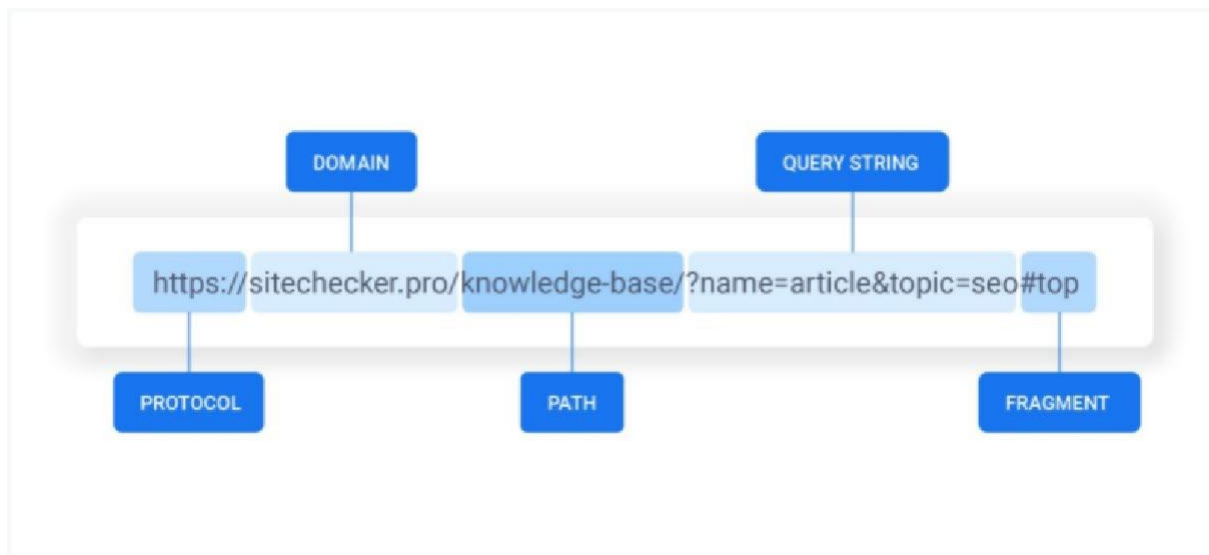 DOMAIN QUERY STRING
https://sitechecker.pro/knowledge-base/?name=article&topic=seo#top
PROTOCOL PATH FRAGMENT